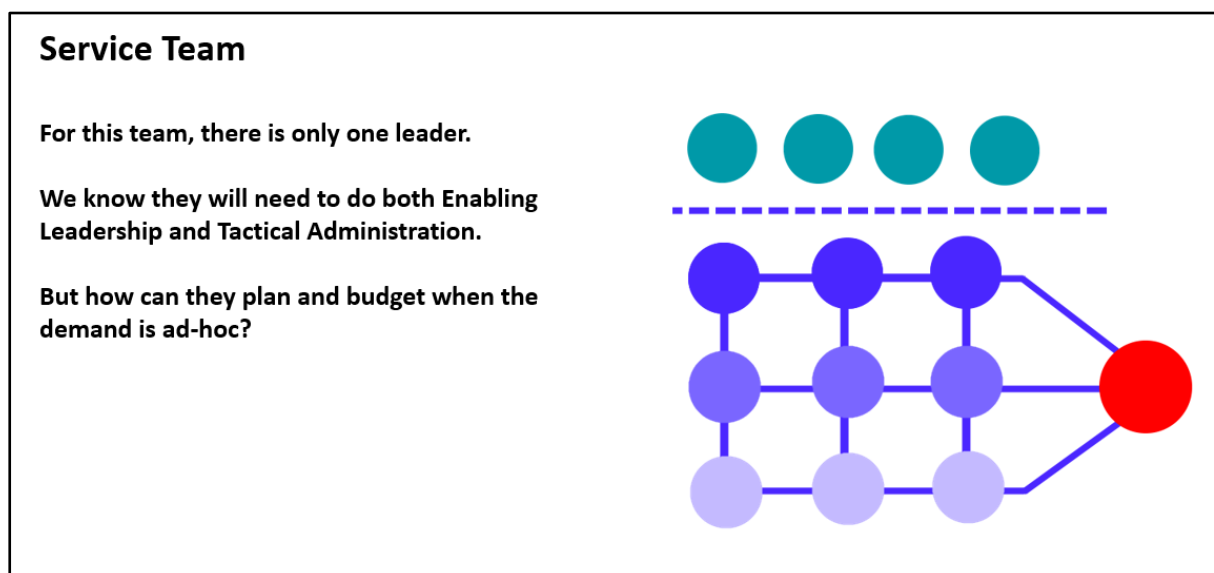 Service Team
For this team, there is only one leader.
We know they will need to do both Enabling
Leadership and Tactical Administration.
But how can they plan and budget when the
demand is ad-hoc?